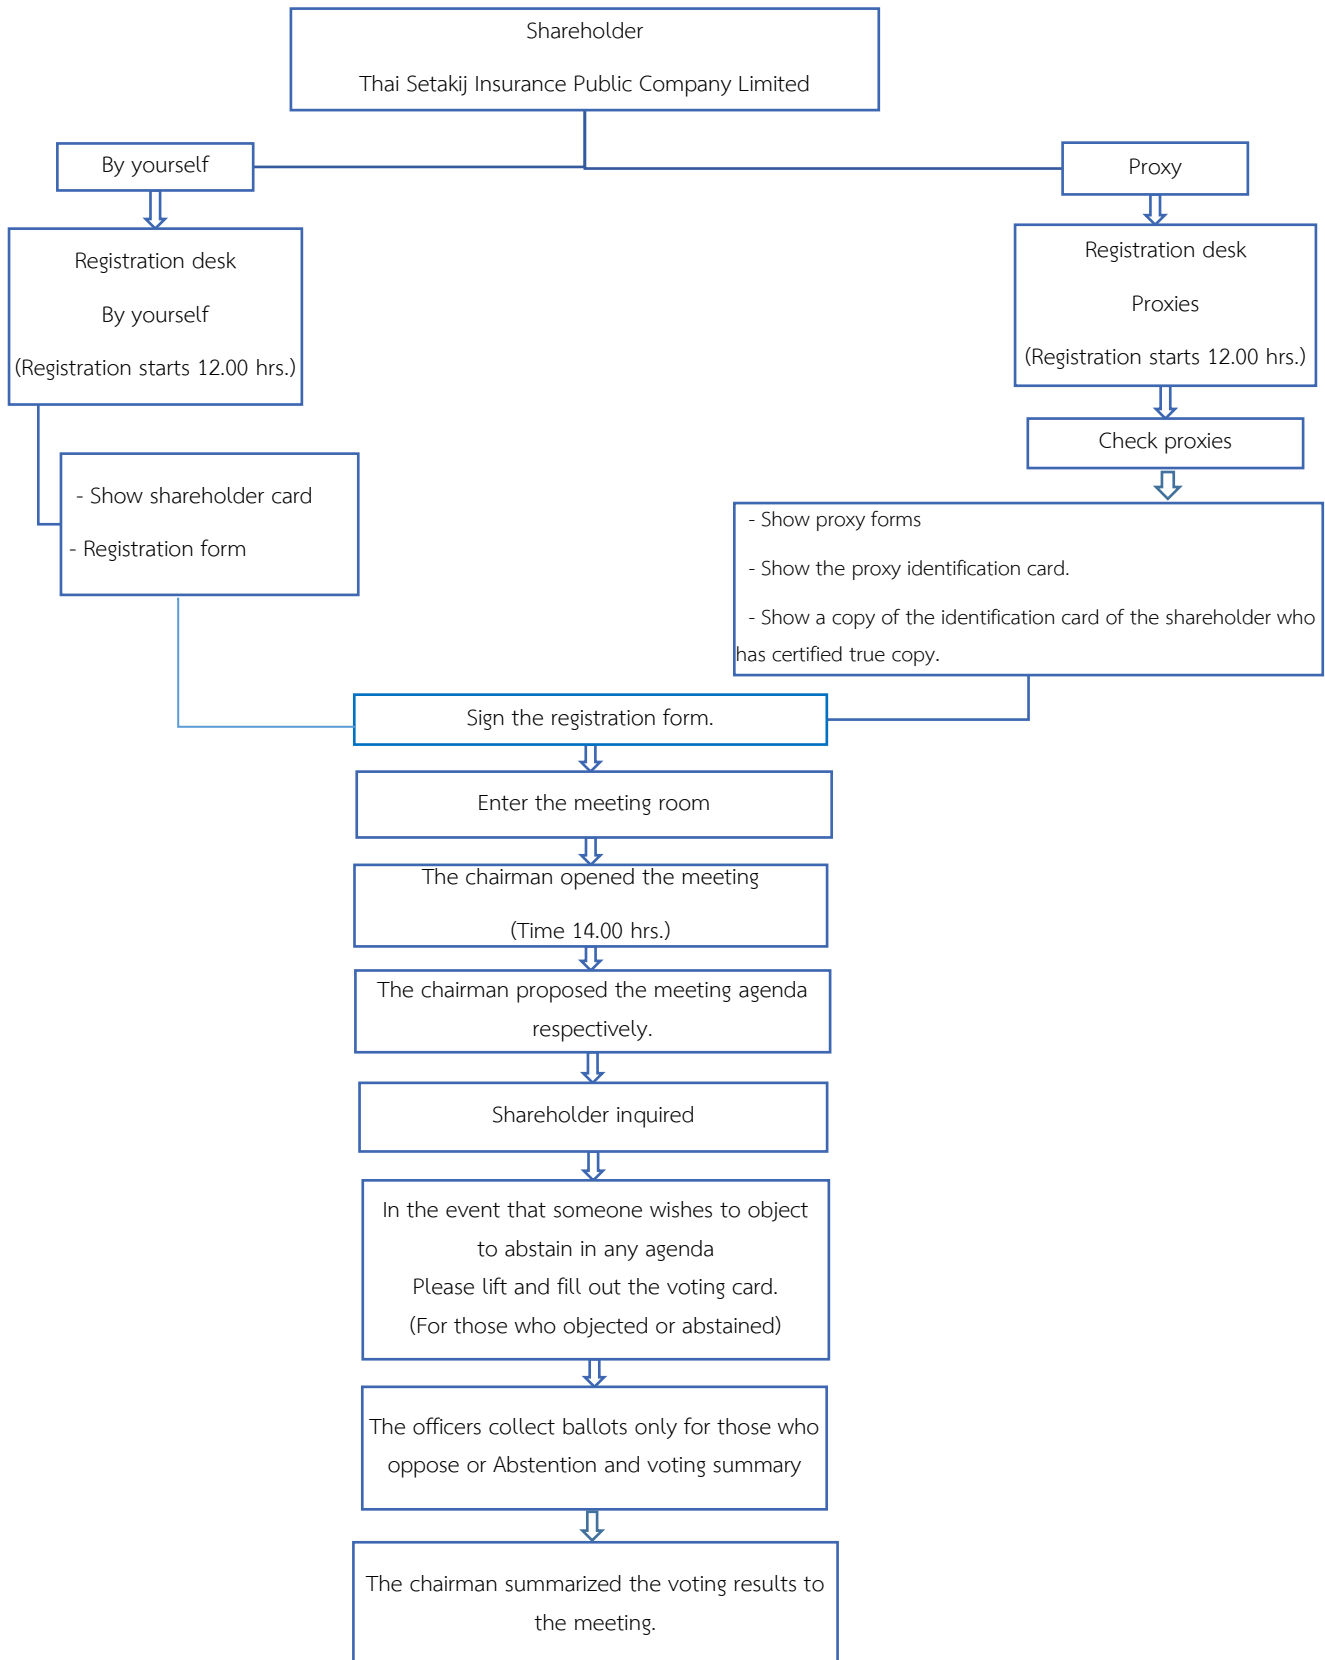 Shareholder
Thai Setakij Insurance Public Company Limited
By yourself
Proxy
Registration desk
By yourself
(Registration starts 12.00 hrs.)
Registration desk
Proxies
(Registration starts 12.00 hrs.)
Check proxies
- Show shareholder card
- Registration form
- Show proxy forms
- Show the proxy identification card.
- Show a copy of the identification card of the shareholder who
has certified true copy.
Sign the registration form.
Enter the meeting room
The chairman opened the meeting
(Time 14.00 hrs.)
The chairman proposed the meeting agenda
respectively.
Shareholder inquired
In the event that someone wishes to object
to abstain in any agenda
Please lift and fill out the voting card.
(For those who objected or abstained)
The officers collect ballots only for those who
oppose or Abstention and voting summary
The chairman summarized the voting results to
the meeting.